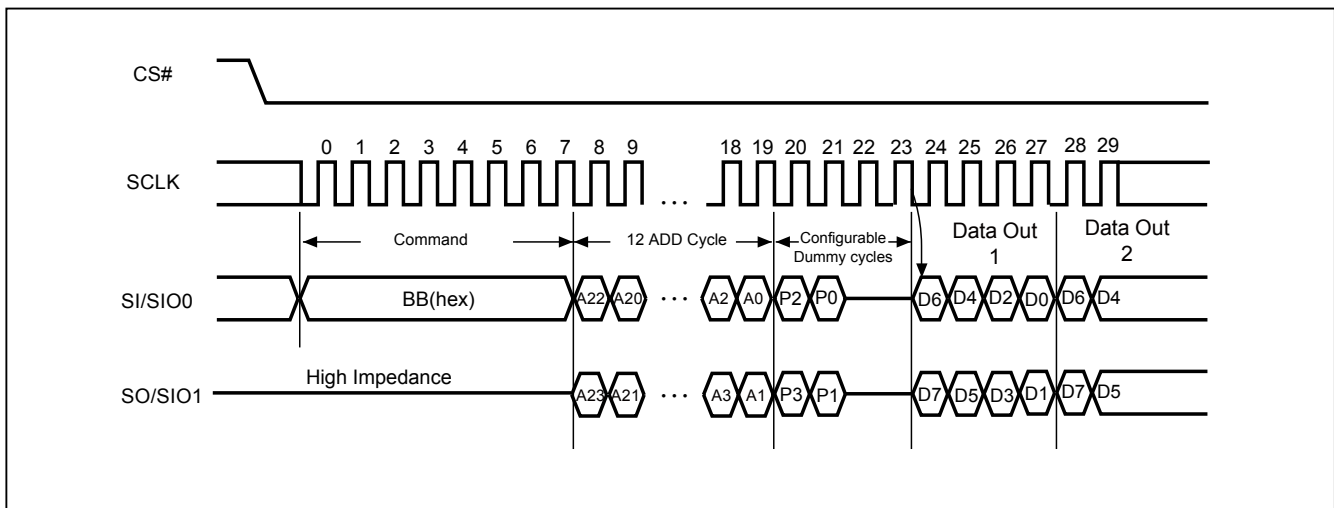 CS#
0 1 2 3 4 5 6 7 8 9 18 19 20 21 22 23 24 25 26 27 28 29
SCLK
...
Command
12 ADD Cycle
Configurable
Dummy cycles
Data Out
1
Data Out
2
SI/SIO0
BB(hex)
A22 A20 ... A2 A0 P2 P0 D6 D4 D2 D0 D6 D4
SO/SIO1
High Impedance
A23 A21 ... A3 A1 P3 P1 D7 D5 D3 D1 D7 D5